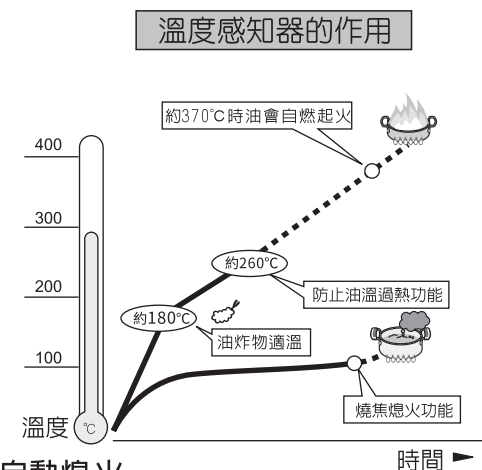 溫度感知器的作用
約370℃時油會自燃起火
400
300
約260℃
200
防止油溫過熱功能
約180℃
油炸物適溫
100
燒焦熄火功能
溫度
℃
時間